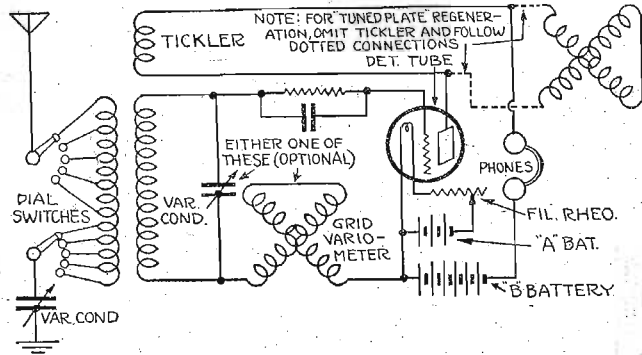 NOTE: FOR "TUNED PLATE" REGENER-
ATION, OMIT TICKLER AND FOLLOW
DOTTED CONNECTIONS
TICKLER
DET. TUBE
EITHER ONE OF
THESE (OPTIONAL)
PHONES
DIAL
SWITCHES
VAR.
COND.
GRID
VARIO-
METER
FIL. RHEO.
"A" BAT.
"B" BATTERY
VAR. COND